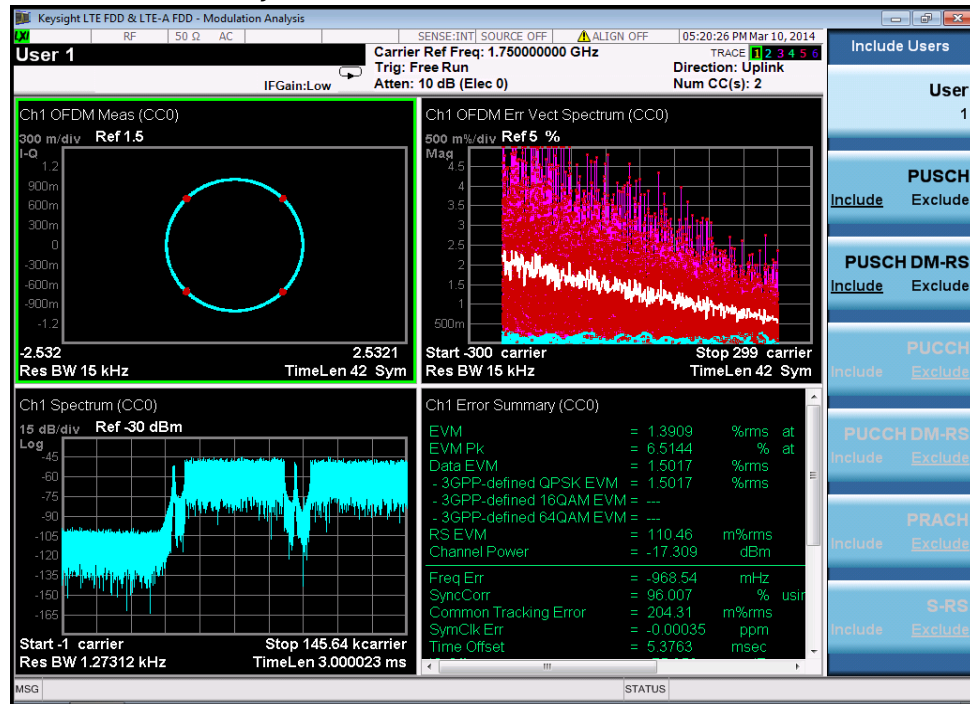 Keysight LTE FDD & LTE-A FDD - Modulation Analysis
LXI RF 50 Ω AC SENSE:INT SOURCE OFF ALIGN OFF 05:20:26 PM Mar 10, 2014
User 1
Carrier Ref Freq: 1.750000000 GHz
TRACE 1 2 3 4 5 6
Trig: Free Run
Direction: Uplink
IFGain:Low
Atten: 10 dB (Elec 0)
Num CC(s): 2
Ch1 OFDM Meas (CC0)
300 m/div Ref 1.5
I-Q
1.2
900m
600m
300m
0
-300m
-600m
-900m
-1.2
-2.532 2.5321
Res BW 15 kHz TimeLen 42 Sym
Ch1 OFDM Err Vect Spectrum (CC0)
500 m%/div Ref 5 %
Mag
4.5
4
3.5
3
2.5
2
1.5
1
500m
Start -300 carrier Stop 299 carrier
Res BW 15 kHz TimeLen 42 Sym
Ch1 Spectrum (CC0)
15 dB/div Ref -30 dBm
Log
-45
-60
-75
-90
-105
-120
-135
-150
-165
Start -1 carrier Stop 145.64 kcarrier
Res BW 1.27312 kHz TimeLen 3.000023 ms
Ch1 Error Summary (CC0)
EVM = 1.3909 %rms at
EVM Pk = 6.5144 % at
Data EVM = 1.5017 %rms
- 3GPP-defined QPSK EVM = 1.5017 %rms
- 3GPP-defined 16QAM EVM = ---
- 3GPP-defined 64QAM EVM = ---
RS EVM = 110.46 m%rms
Channel Power = -17.309 dBm
Freq Err = -968.54 mHz
SyncCorr = 96.007 % usin
Common Tracking Error = 204.31 m%rms
SymClk Err = -0.00035 ppm
Time Offset = 5.3763 msec
MSG STATUS
Include Users
User
1
PUSCH
Include Exclude
PUSCH DM-RS
Include Exclude
PUCCH
Include Exclude
PUCCH DM-RS
Include Exclude
PRACH
Include Exclude
S-RS
Include Exclude